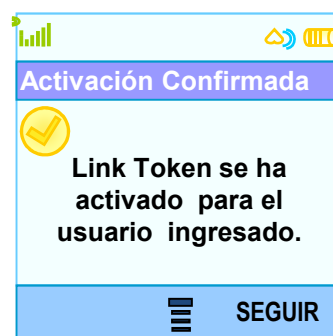 Activación Confirmada
Link Token se ha
activado para el
usuario ingresado.
SEGUIR